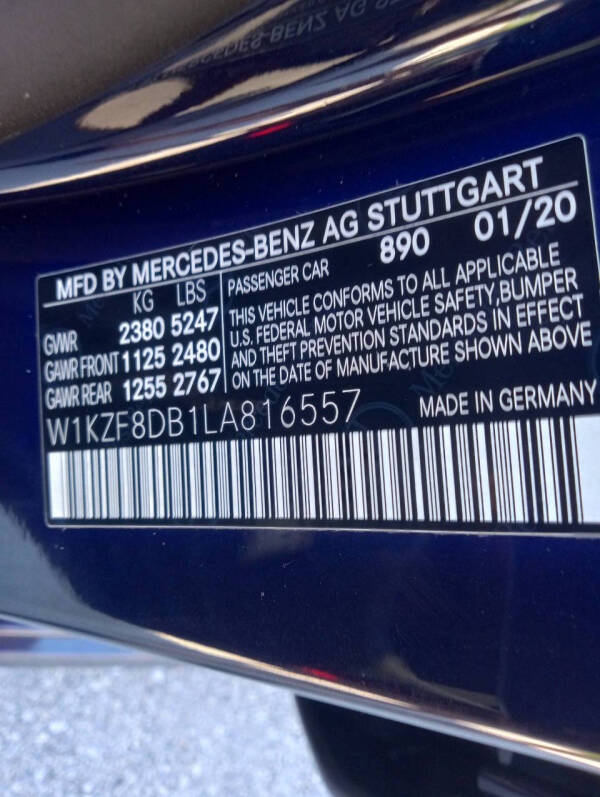 MFD BY MERCEDES-BENZ AG STUTTGART
KG LBS
GVWR 2380 5247
GAWR FRONT 1125 2480
GAWR REAR 1255 2767
PASSENGER CAR 890 01/20
THIS VEHICLE CONFORMS TO ALL APPLICABLE
U.S. FEDERAL MOTOR VEHICLE SAFETY, BUMPER
AND THEFT PREVENTION STANDARDS IN EFFECT
ON THE DATE OF MANUFACTURE SHOWN ABOVE
W1KZF8DB1LA816557
MADE IN GERMANY